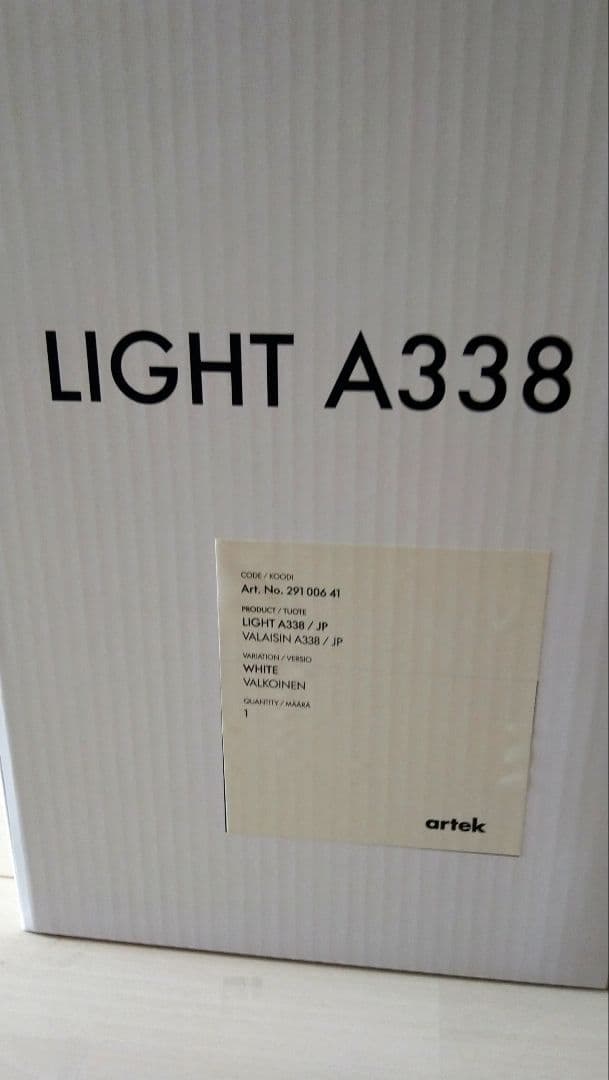 LIGHT A338
CODE / KOODI
Art. No. 291 006 41
PRODUCT / TUOTE
LIGHT A338 / JP
VALAISIN A338 / JP
VARIATION / VERSIO
WHITE
VALKOINEN
QUANTITY / MÄÄRÄ
1
artek